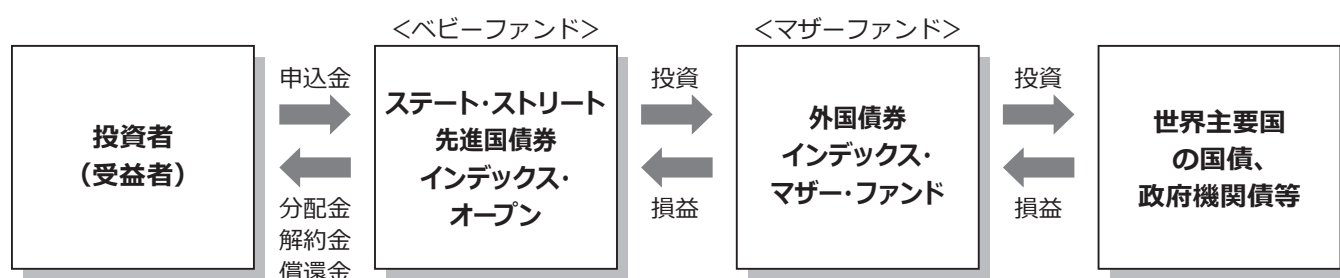 <ベビーファンド>
<マザーファンド>
投資者
(受益者)
申込金
分配金
解約金
償還金
ステート・ストリート
先進国債券
インデックス・
オープン
投資
損益
外国債券
インデックス・
マザー・ファンド
投資
損益
世界主要国
の国債、
政府機関債等